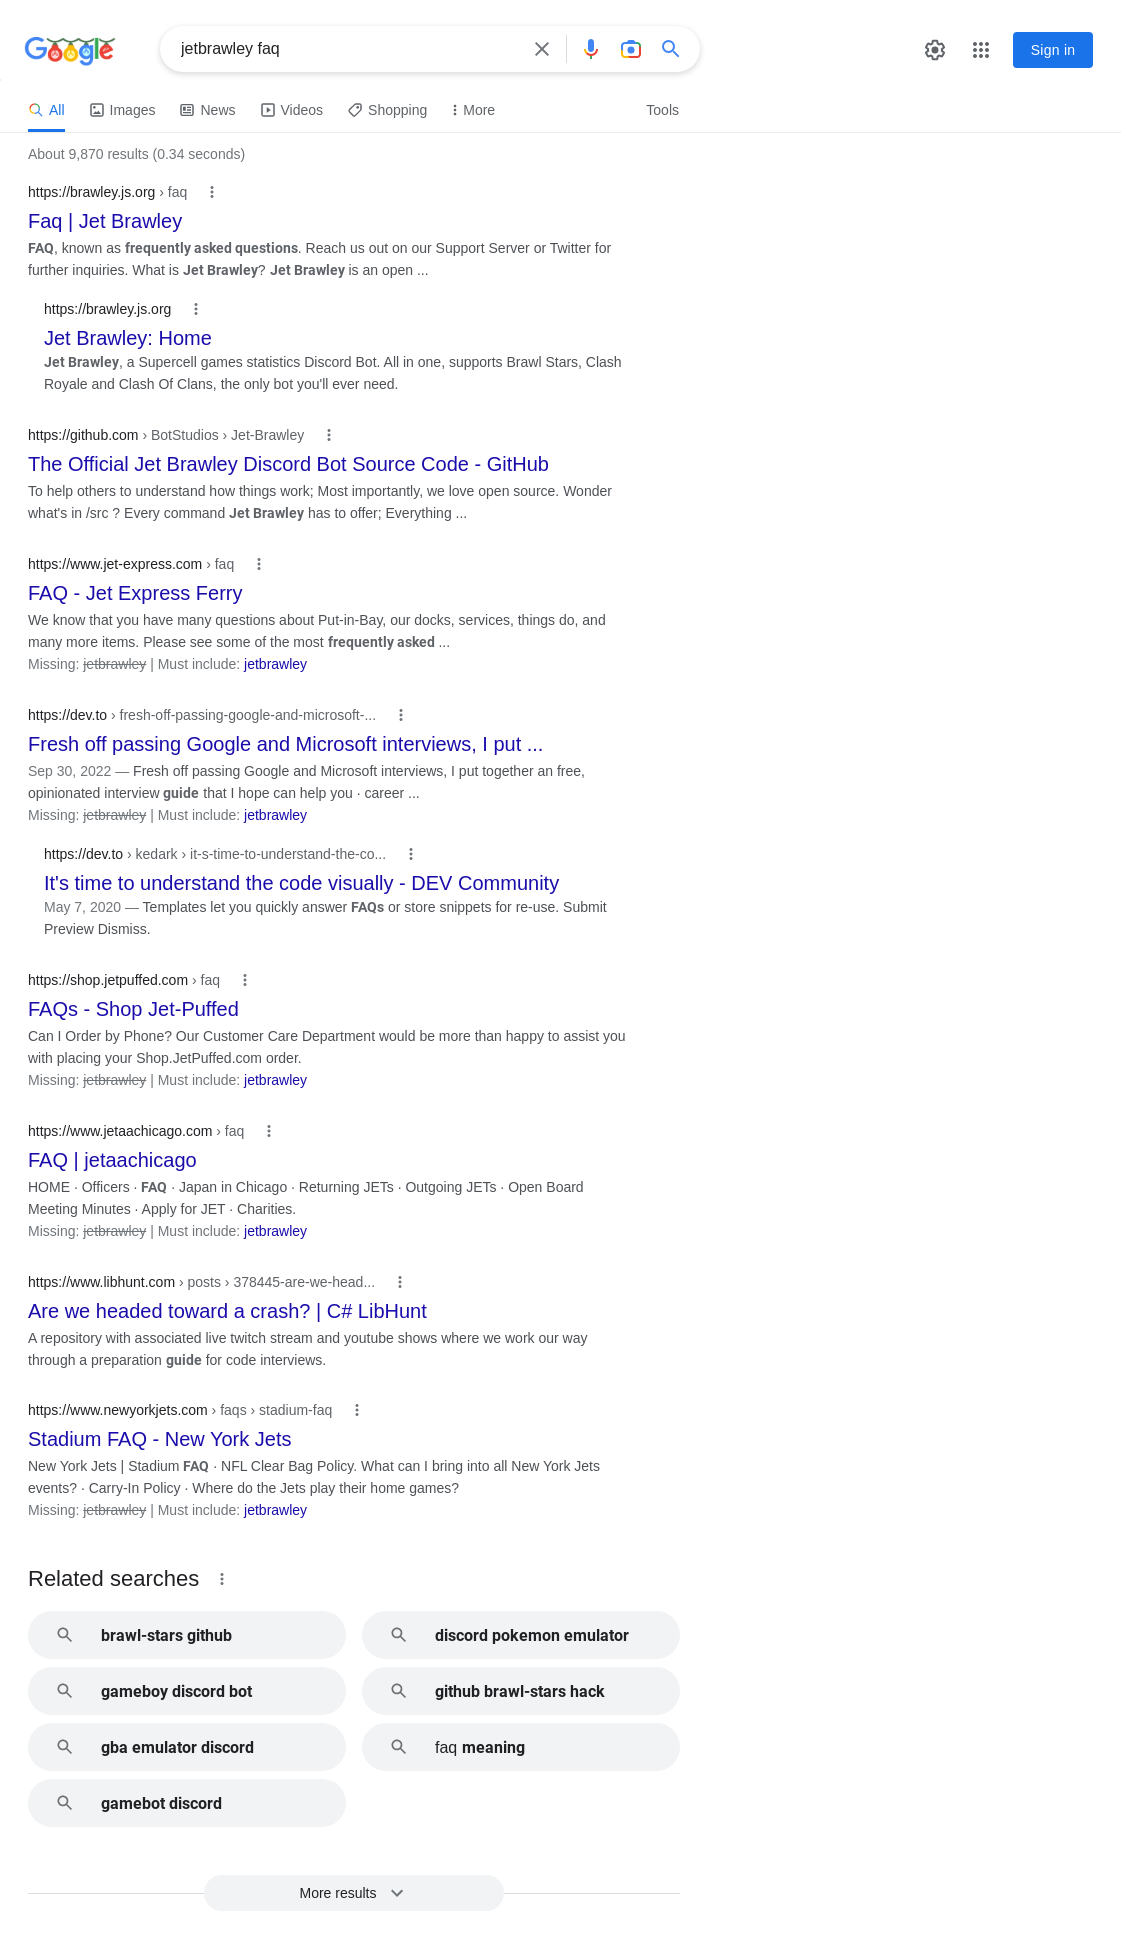 Google
jetbrawley faq
Sign in
All
Images
News
Videos
Shopping
More
Tools
About 9,870 results (0.34 seconds)
https://brawley.js.org › faq
Faq | Jet Brawley
FAQ, known as frequently asked questions. Reach us out on our Support Server or Twitter for
further inquiries. What is Jet Brawley? Jet Brawley is an open ...
https://brawley.js.org
Jet Brawley: Home
Jet Brawley, a Supercell games statistics Discord Bot. All in one, supports Brawl Stars, Clash
Royale and Clash Of Clans, the only bot you'll ever need.
https://github.com › BotStudios › Jet-Brawley
The Official Jet Brawley Discord Bot Source Code - GitHub
To help others to understand how things work; Most importantly, we love open source. Wonder
what's in /src ? Every command Jet Brawley has to offer; Everything ...
https://www.jet-express.com › faq
FAQ - Jet Express Ferry
We know that you have many questions about Put-in-Bay, our docks, services, things do, and
many more items. Please see some of the most frequently asked ...
Missing: jetbrawley | Must include: jetbrawley
https://dev.to › fresh-off-passing-google-and-microsoft-...
Fresh off passing Google and Microsoft interviews, I put ...
Sep 30, 2022 — Fresh off passing Google and Microsoft interviews, I put together an free,
opinionated interview guide that I hope can help you · career ...
Missing: jetbrawley | Must include: jetbrawley
https://dev.to › kedark › it-s-time-to-understand-the-co...
It's time to understand the code visually - DEV Community
May 7, 2020 — Templates let you quickly answer FAQs or store snippets for re-use. Submit
Preview Dismiss.
https://shop.jetpuffed.com › faq
FAQs - Shop Jet-Puffed
Can I Order by Phone? Our Customer Care Department would be more than happy to assist you
with placing your Shop.JetPuffed.com order.
Missing: jetbrawley | Must include: jetbrawley
https://www.jetaachicago.com › faq
FAQ | jetaachicago
HOME · Officers · FAQ · Japan in Chicago · Returning JETs · Outgoing JETs · Open Board
Meeting Minutes · Apply for JET · Charities.
Missing: jetbrawley | Must include: jetbrawley
https://www.libhunt.com › posts › 378445-are-we-head...
Are we headed toward a crash? | C# LibHunt
A repository with associated live twitch stream and youtube shows where we work our way
through a preparation guide for code interviews.
https://www.newyorkjets.com › faqs › stadium-faq
Stadium FAQ - New York Jets
New York Jets | Stadium FAQ · NFL Clear Bag Policy. What can I bring into all New York Jets
events? · Carry-In Policy · Where do the Jets play their home games?
Missing: jetbrawley | Must include: jetbrawley
Related searches
brawl-stars github
discord pokemon emulator
gameboy discord bot
github brawl-stars hack
gba emulator discord
faq meaning
gamebot discord
More results